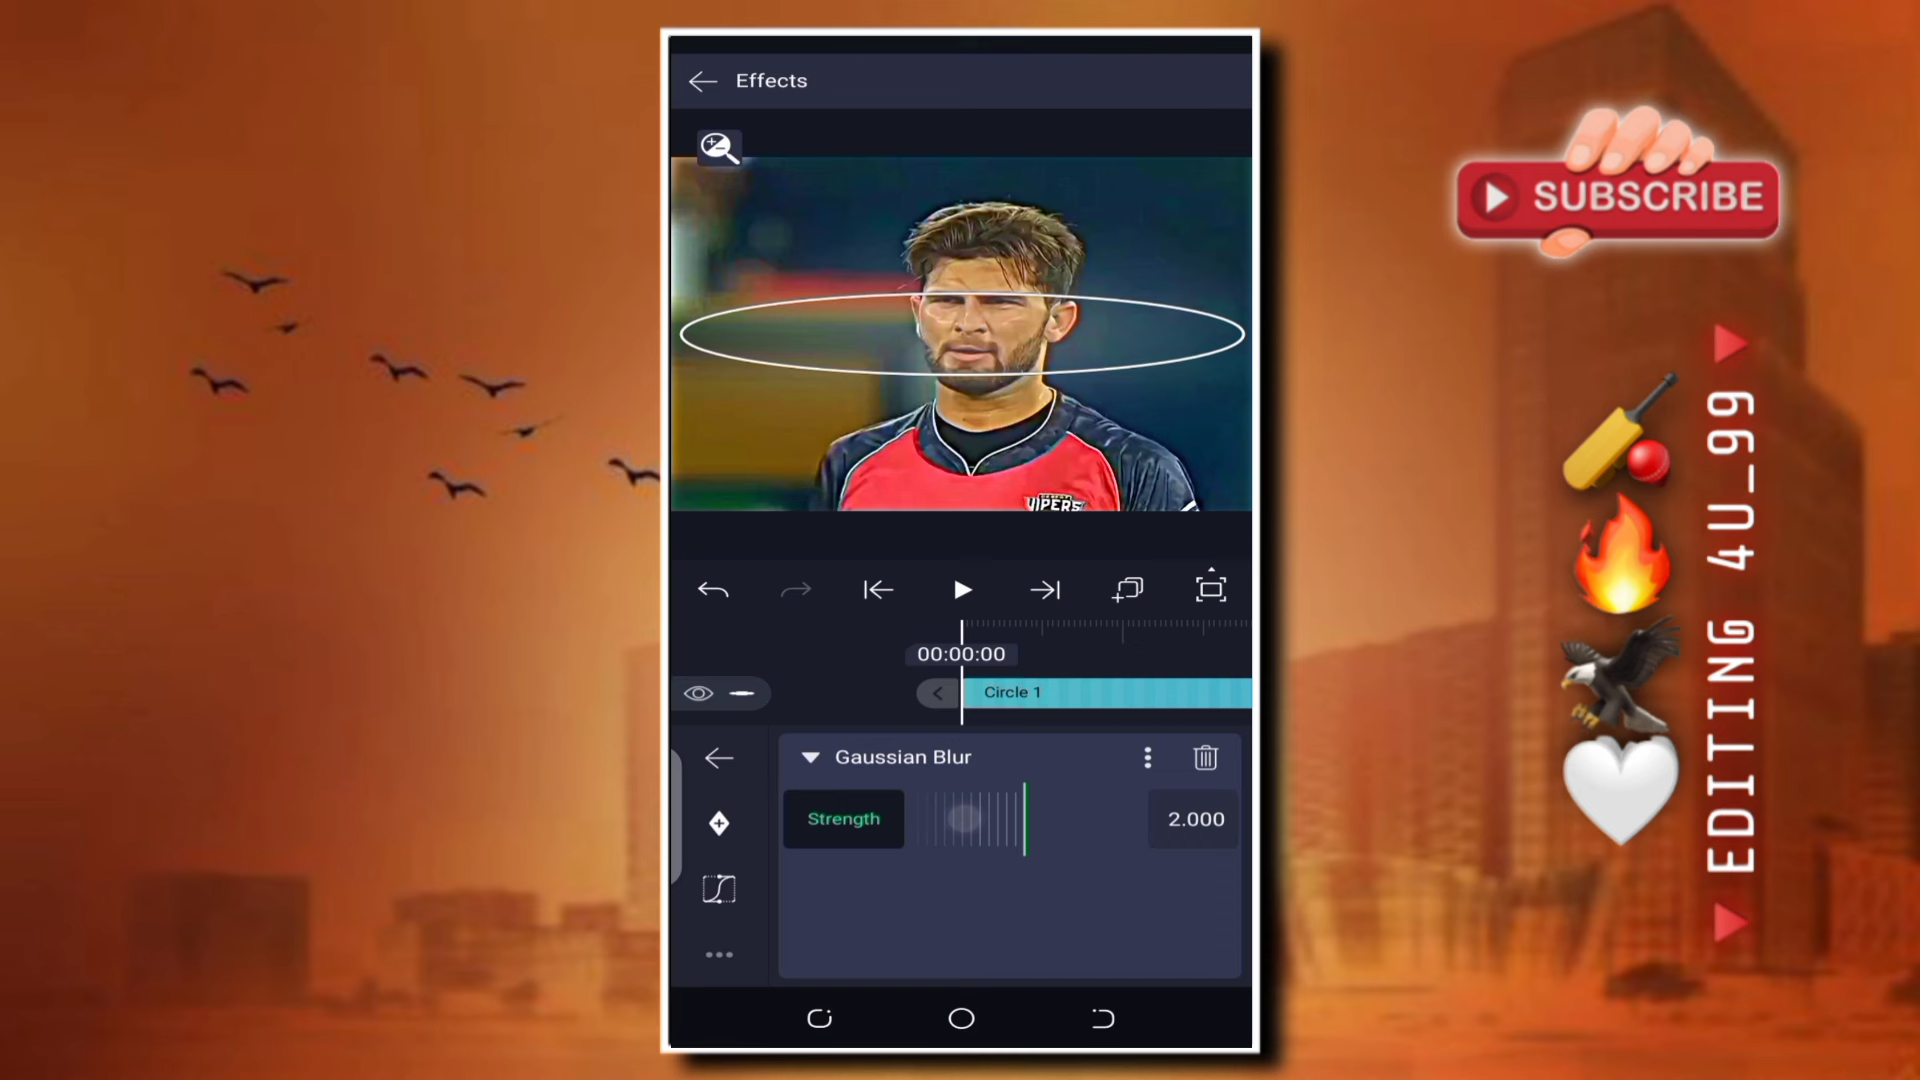 Effects
SUBSCRIBE
VIPERS
00:00:00
Circle 1
Gaussian Blur
Strength
2.000
EDITING 4U_99